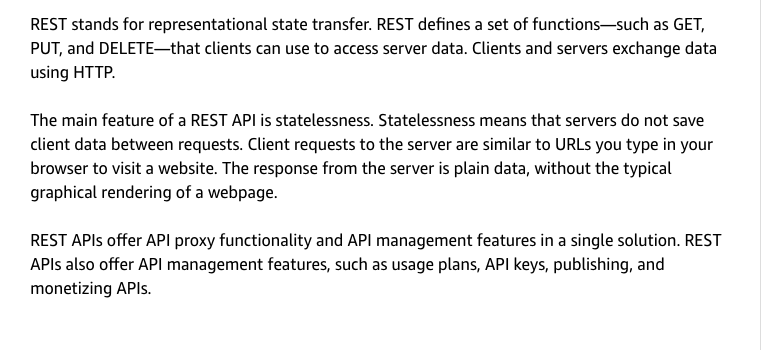 REST stands for representational state transfer. REST defines a set of functions—such as GET,
PUT, and DELETE—that clients can use to access server data. Clients and servers exchange data
using HTTP.
The main feature of a REST API is statelessness. Statelessness means that servers do not save
client data between requests. Client requests to the server are similar to URLs you type in your
browser to visit a website. The response from the server is plain data, without the typical
graphical rendering of a webpage.
REST APIs offer API proxy functionality and API management features in a single solution. REST
APIs also offer API management features, such as usage plans, API keys, publishing, and
monetizing APIs.